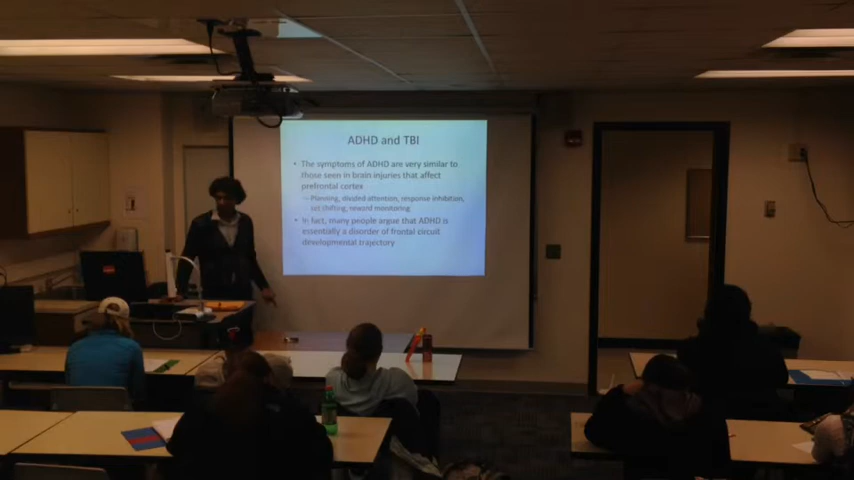 ADHD and TBI
• The symptoms of ADHD are very similar to
those seen in brain injuries that affect
prefrontal cortex
– Planning, divided attention, response inhibition,
set shifting, reward monitoring
• In fact, many people argue that ADHD is
essentially a disorder of frontal circuit
developmental trajectory